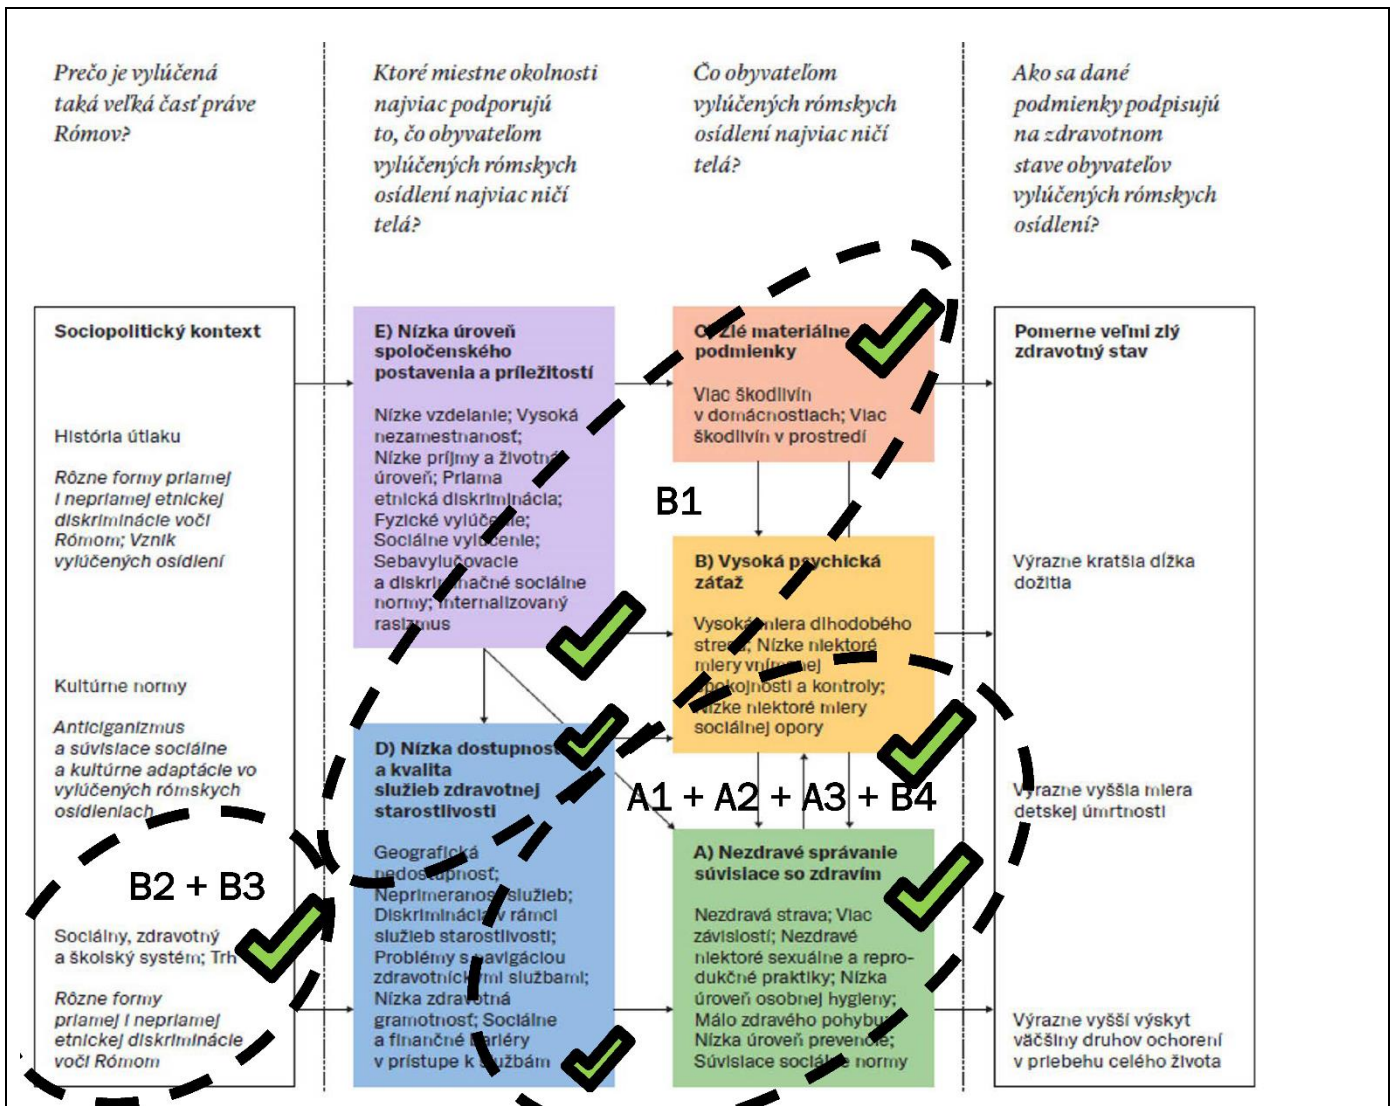 Prečo je vylúčená
taká veľká časť práve
Rómov?
Ktoré miestne okolnosti
najviac podporujú
to, čo obyvateľom
vylúčených rómskych
osídlení najviac ničí
telá?
Čo obyvateľom
vylúčených rómskych
osídlení najviac ničí
telá?
Ako sa dané
podmienky podpisujú
na zdravotnom
stave obyvateľov
vylúčených rómskych
osídlení?
Sociopolitický kontext
História útlaku
Rôzne formy priamej
i nepriamej etnickej
diskriminácie voči
Rómom; Vznik
vylúčených osídlení
Kultúrne normy
Anticiganizmus
a súvisiace sociálne
a kultúrne adaptácie vo
vylúčených rómskych
osídleniach
B2 + B3
Sociálny, zdravotný
a školský systém; Trh
Rôzne formy
priamej i nepriamej
etnickej diskriminácie
voči Rómom
E) Nízka úroveň
spoločenského
postavenia a príležitostí
Nízke vzdelanie; Vysoká
nezamestnanosť;
Nízke príjmy a životná
úroveň; Priama
etnická diskriminácia;
Fyzické vylúčenie;
Sociálne vylúčenie;
Sebavylučovacie
a diskriminačné sociálne
normy; Internalizovaný
rasizmus
D) Nízka dostupnosť
a kvalita
služieb zdravotnej
starostlivosti
Geografická
nedostupnosť;
Neprimeranosť služieb;
Diskriminácia v rámci
služieb starostlivosti;
Problémy s navigáciou
zdravotníckymi službami;
Nízka zdravotná
gramotnosť; Sociálne
a finančné bariéry
v prístupe k službám
C) Zlé materiálne
podmienky
Viac škodlivín
v domácnostiach; Viac
škodlivín v prostredí
B1
B) Vysoká psychická
záťaž
Vysoká miera dlhodobého
stresu; Nízke niektoré
miery vnímanej
spokojnosti a kontroly;
Nízke niektoré miery
sociálnej opory
A1 + A2 + A3 + B4
A) Nezdravé správanie
súvisiace so zdravím
Nezdravá strava; Viac
závislostí; Nezdravé
niektoré sexuálne a repro-
dukčné praktiky; Nízka
úroveň osobnej hygieny;
Málo zdravého pohybu;
Nízka úroveň prevencie;
Súvisiace sociálne normy
Pomerne veľmi zlý
zdravotný stav
Výrazne kratšia dĺžka
dožitia
Výrazne vyššia miera
detskej úmrtnosti
Výrazne vyšší výskyt
väčšiny druhov ochorení
v priebehu celého života